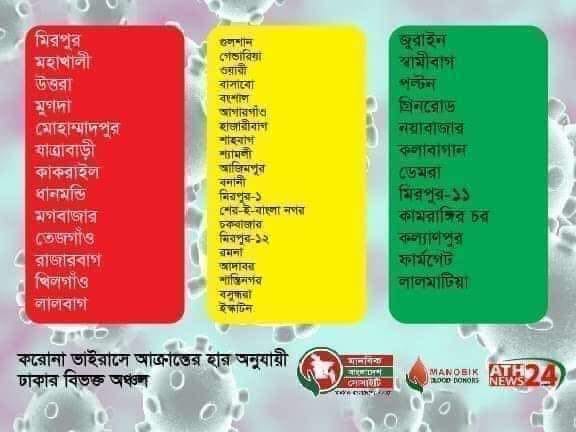 মিরপুর
মহাখালী
উত্তরা
মুগদা
মোহাম্মাদপুর
যাত্রাবাড়ী
কাকরাইল
ধানমন্ডি
মগবাজার
তেজগাঁও
রাজারবাগ
খিলগাঁও
লালবাগ
গুলশান
গেন্ডারিয়া
ওয়ারী
বাসাবো
বংশাল
আগারগাঁও
হাজারীবাগ
শাহবাগ
শ্যামলী
আজিমপুর
বনানী
মিরপুর-১
শের-ই-বাংলা নগর
চকবাজার
মিরপুর-১২
রমনা
আদাবর
শান্তিনগর
বসুন্ধরা
ইস্কাটন
জুরাইন
স্বামীবাগ
পল্টন
গ্রিনরোড
নয়াবাজার
কলাবাগান
ডেমরা
মিরপুর-১১
কামরাঙ্গির চর
কল্যাণপুর
ফার্মগেট
লালমাটিয়া
করোনা ভাইরাসে আক্রান্তের হার অনুযায়ী
ঢাকার বিভক্ত অঞ্চল
মানবিক
বাংলাদেশ
সোসাইটি
MANOBIK
BLOOD DONORS
ATH
NEWS 24